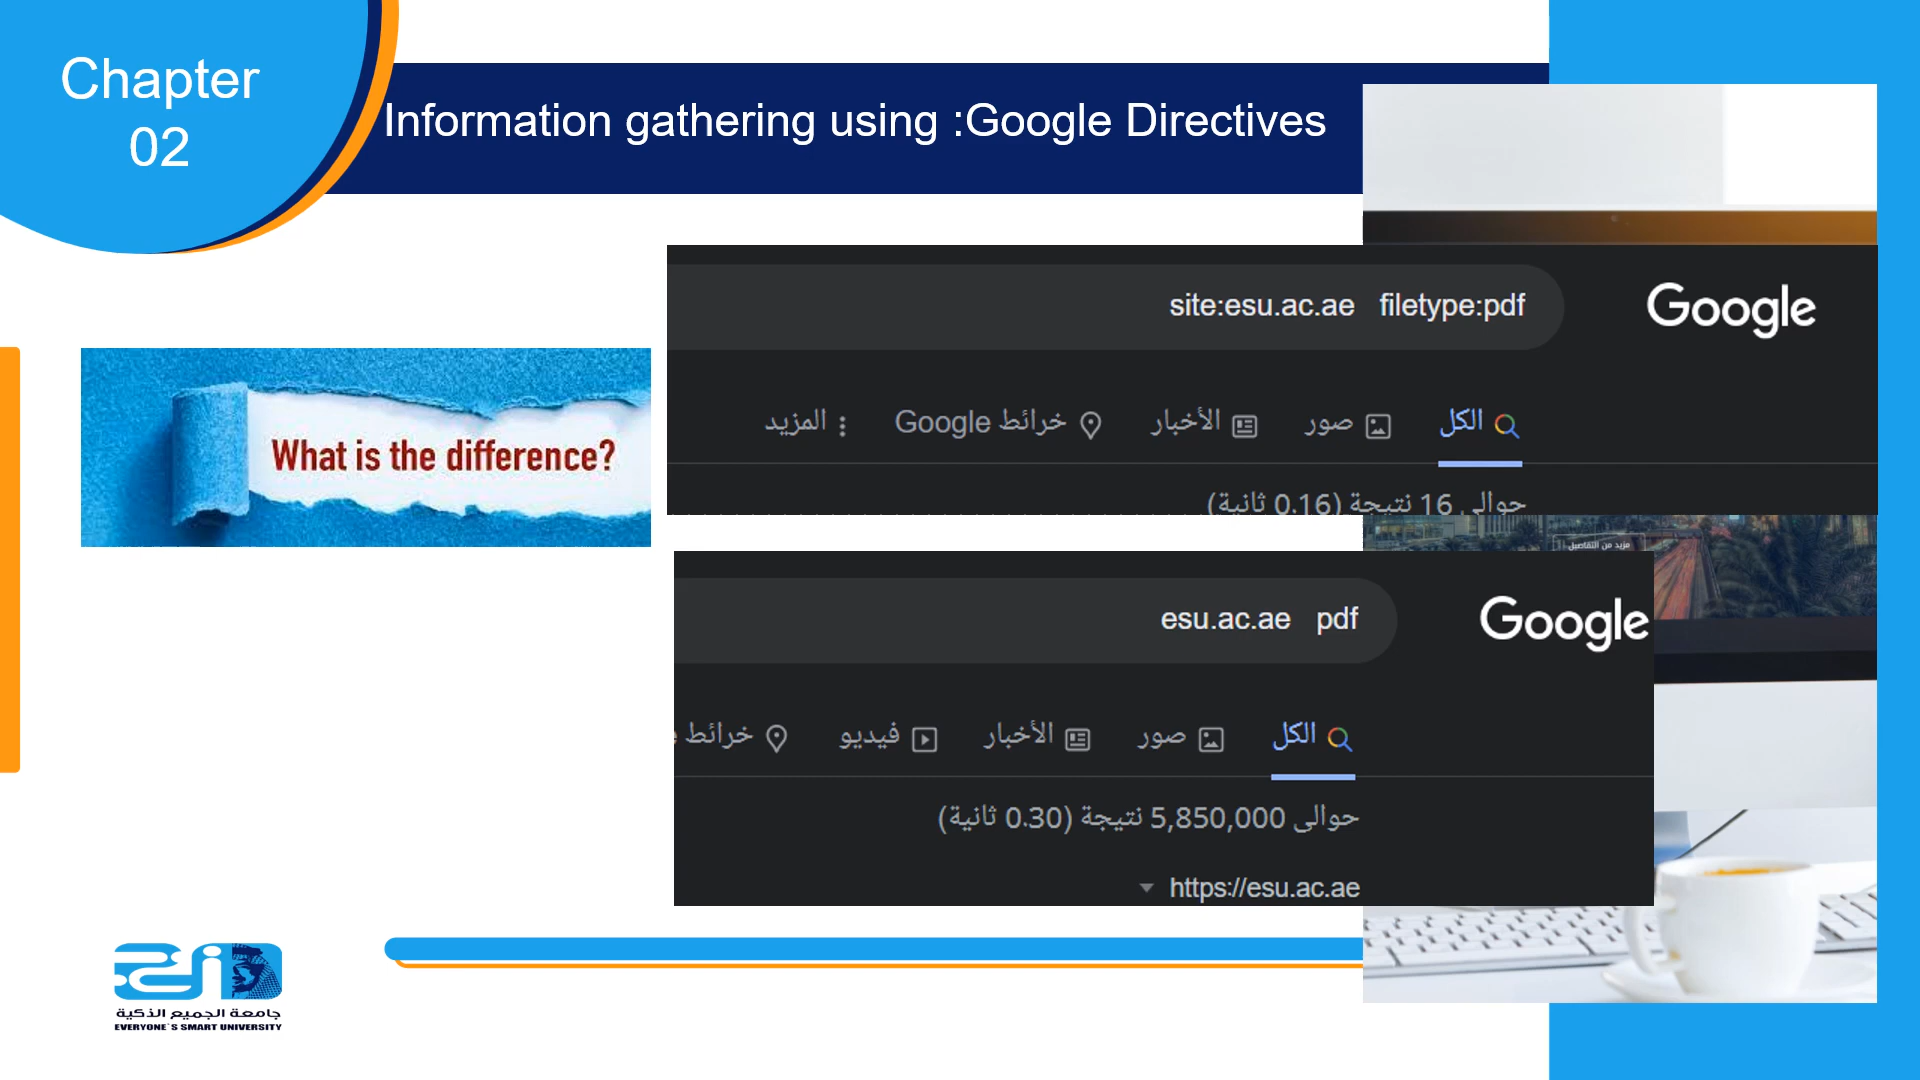 Chapter
02
Information gathering using :Google Directives
site:esu.ac.ae filetype:pdf
Google
الكل صور الأخبار خرائط Google المزيد
حوالى 16 نتيجة (0.16 ثانية)
What is the difference?
مزيد من التفاصيل
esu.ac.ae pdf
Google
الكل صور الأخبار فيديو خرائط
حوالى 5,850,000 نتيجة (0.30 ثانية)
https://esu.ac.ae
جامعة الجميع الذكية
EVERYONE`S SMART UNIVERSITY